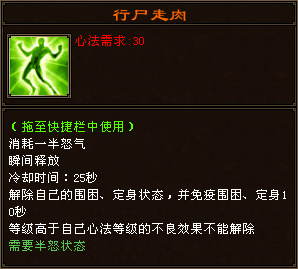 行尸走肉
心法需求:30
（拖至快捷栏中使用）
消耗一半怒气
瞬间释放
冷却时间：25秒
解除自己的围困、定身状态，并免疫围困、定身1
0秒
等级高于自己心法等级的不良效果不能解除
需要半怒状态